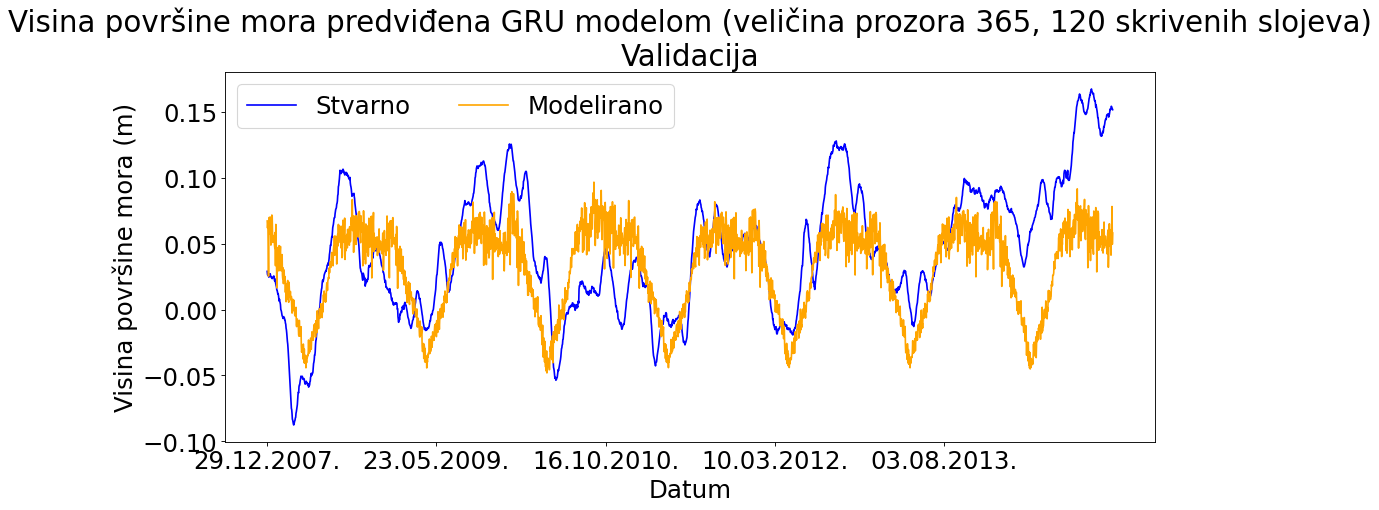 Visina površine mora predviđena GRU modelom (veličina prozora 365, 120 skrivenih slojeva)
Validacija
Stvarno
Modelirano
Visina površine mora (m)
0.15
0.10
0.05
0.00
−0.05
−0.10
29.12.2007.
23.05.2009.
16.10.2010.
10.03.2012.
03.08.2013.
Datum